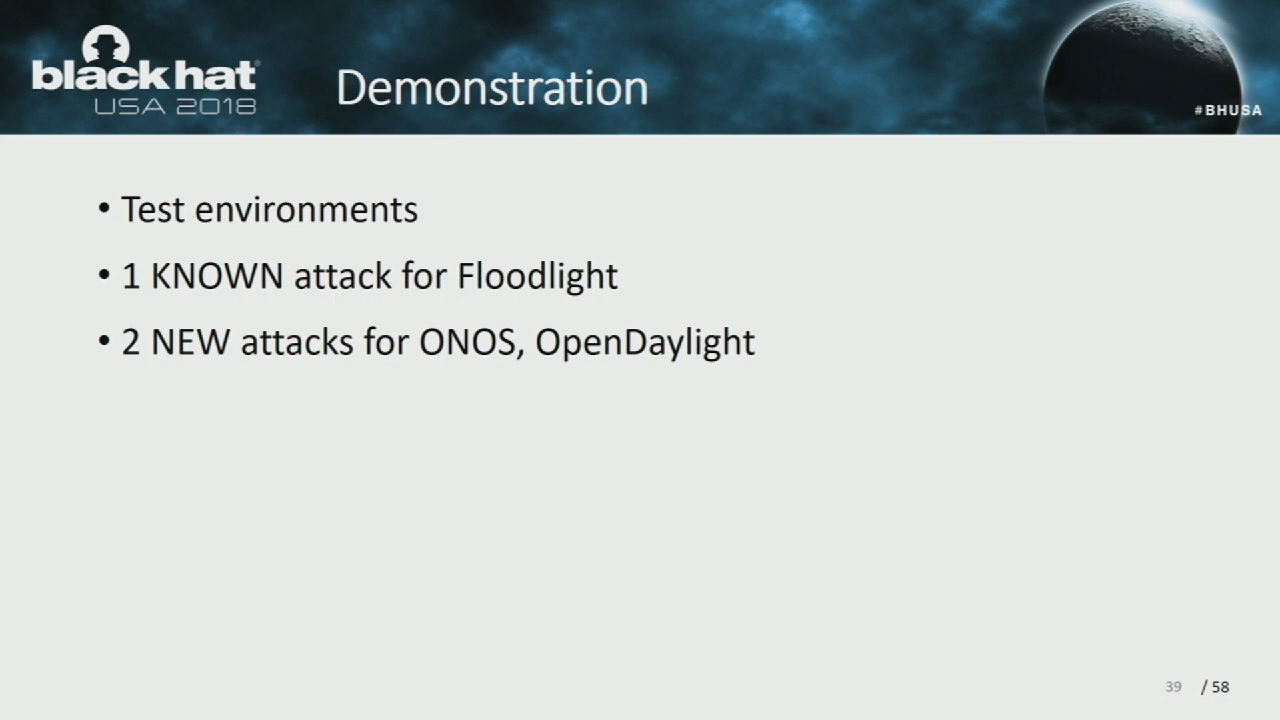 black hat
USA 2018
Demonstration
#BHUSA
• Test environments
• 1 KNOWN attack for Floodlight
• 2 NEW attacks for ONOS, OpenDaylight
39 / 58